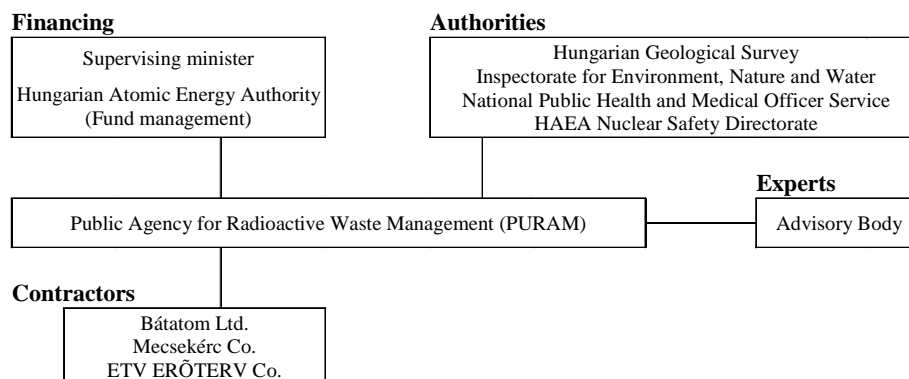 Financing
Supervising minister
Hungarian Atomic Energy Authority
(Fund management)
Authorities
Hungarian Geological Survey
Inspectorate for Environment, Nature and Water
National Public Health and Medical Officer Service
HAEA Nuclear Safety Directorate
Public Agency for Radioactive Waste Management (PURAM)
Experts
Advisory Body
Contractors
Bátatom Ltd.
Mecsekérc Co.
ETV ERÕTERV Co.